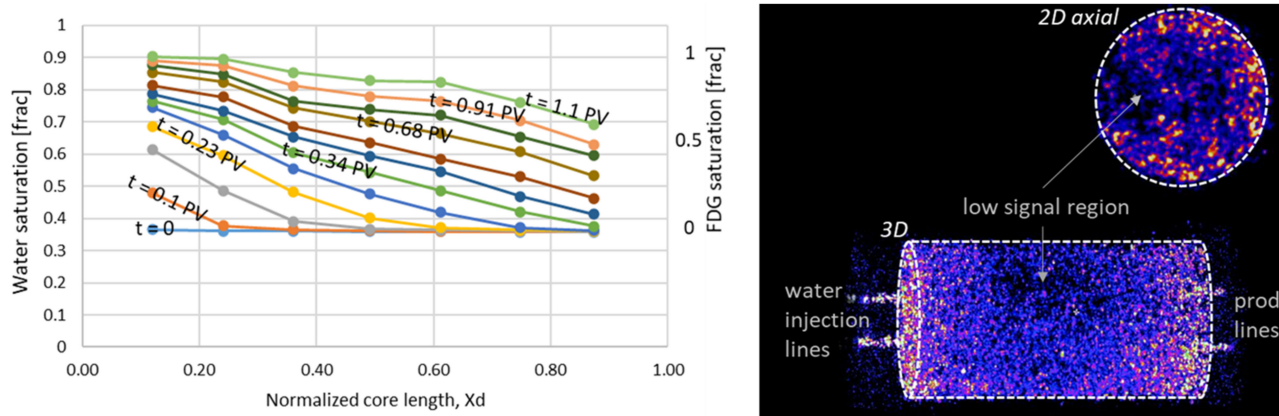 1
0.9
0.8
0.7
0.6
0.5
0.4
0.3
0.2
0.1
0
Water saturation [frac]
0.00
0.20
0.40
0.60
0.80
1.00
Normalized core length, Xd
1
0.5
0
FDG saturation [frac]
t = 0
t = 0.1 PV
t = 0.23 PV
t = 0.34 PV
t = 0.68 PV
t = 0.91 PV
t = 1.1 PV
2D axial
low signal region
3D
water
injection
lines
prod
lines